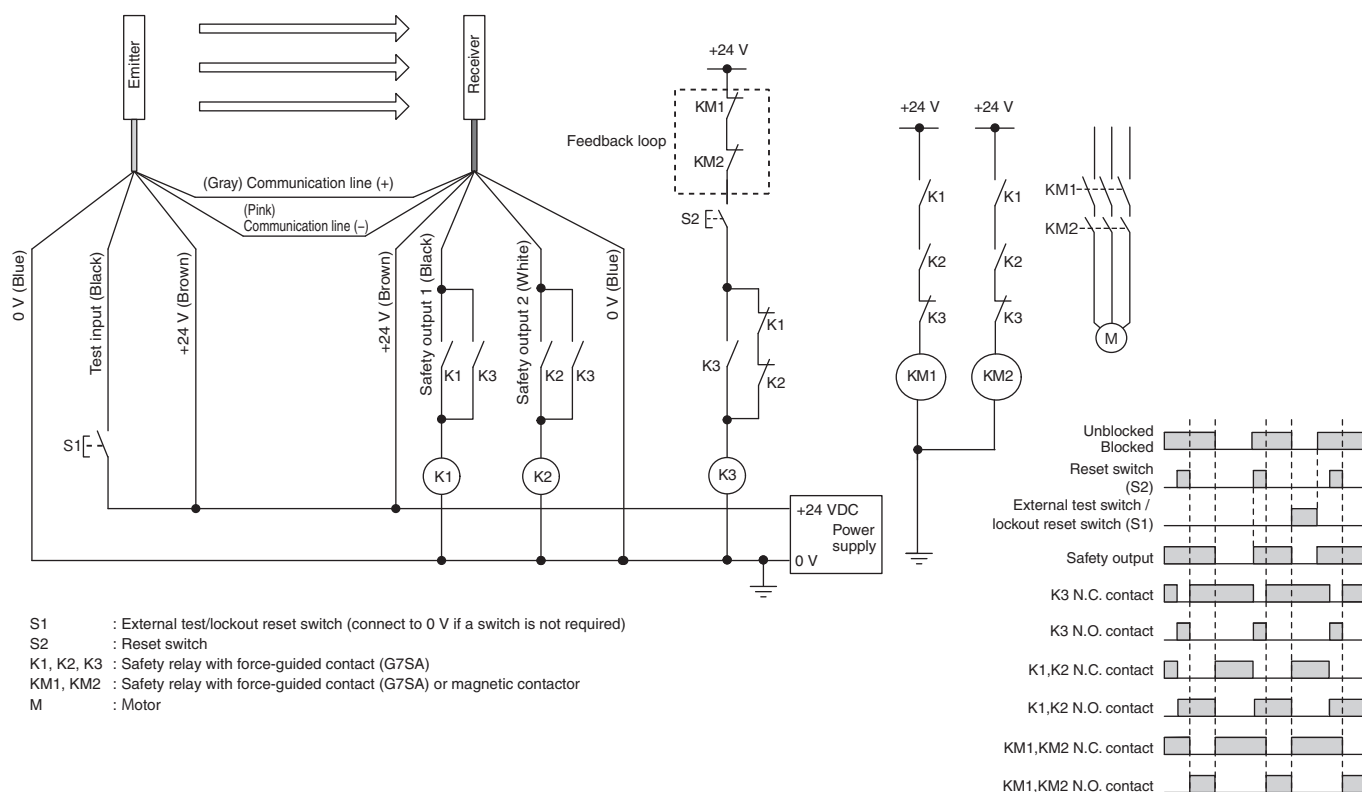 Emitter
Receiver
+24 V
KM1
Feedback loop
KM2
+24 V
+24 V
(Gray) Communication line (+)
(Pink)
Communication line (−)
S2
K1
K1
KM1
KM2
0 V (Blue)
Test input (Black)
+24 V (Brown)
+24 V (Brown)
Safety output 1 (Black)
Safety output 2 (White)
0 V (Blue)
K2
K2
K3
K3
K1
K3
K2
K3
K3
K1
K2
M
KM1
KM2
S1
K1
K2
K3
+24 VDC
Power
supply
0 V
Unblocked
Blocked
Reset switch
(S2)
External test switch /
lockout reset switch (S1)
Safety output
K3 N.C. contact
K3 N.O. contact
K1,K2 N.C. contact
K1,K2 N.O. contact
KM1,KM2 N.C. contact
KM1,KM2 N.O. contact
S1 : External test/lockout reset switch (connect to 0 V if a switch is not required)
S2 : Reset switch
K1, K2, K3 : Safety relay with force-guided contact (G7SA)
KM1, KM2 : Safety relay with force-guided contact (G7SA) or magnetic contactor
M : Motor